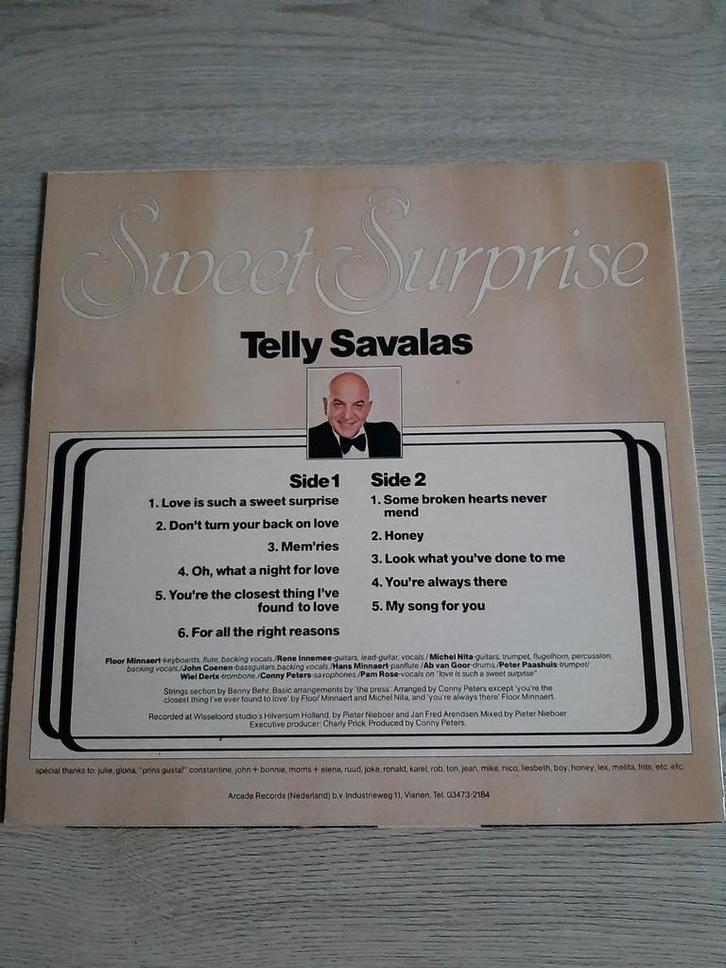 Sweet Surprise
Telly Savalas
Side 1
1. Love is such a sweet surprise
2. Don't turn your back on love
3. Mem'ries
4. Oh, what a night for love
5. You're the closest thing I've
found to love
6. For all the right reasons
Side 2
1. Some broken hearts never
mend
2. Honey
3. Look what you've done to me
4. You're always there
5. My song for you
Floor Minnaert-keyboards, flute, backing vocals./Rene Innemee-guitars, lead-guitar, vocals./Michel Nita-guitars, trumpet, flugelhorn, percussion,
backing vocals./John Coenen-bassguitars, backing vocals./Hans Minnaert-panflute./Ab van Goor-drums./Peter Paashuis-trumpet/
Wiel Derix-trombone./Conny Peters-saxophones./Pam Rose-vocals on "love is such a sweet surprise"
Strings section by Benny Behr. Basic arrangements by 'the press'. Arranged by Conny Peters except 'you're the
closest thing I've ever found to love' by Floor Minnaert and Michel Nita, and 'you're always there' Floor Minnaert.
Recorded at Wisseloord studio's Hilversum Holland, by Pieter Nieboer and Jan Fred Arendsen. Mixed by Pieter Nieboer.
Executive producer: Charly Prick. Produced by Conny Peters.
special thanks to: julie, gloria, "prins gustaf" constantine, john + bonnie, morris + elena, ruud, joke, ronald, karel, rob, ton, jean, mike, nico, liesbeth, boy, honey, lex, melita, frits, etc. etc.
Arcade Records (Nederland) b.v. Industrieweg 11, Vianen. Tel. 03473-2184